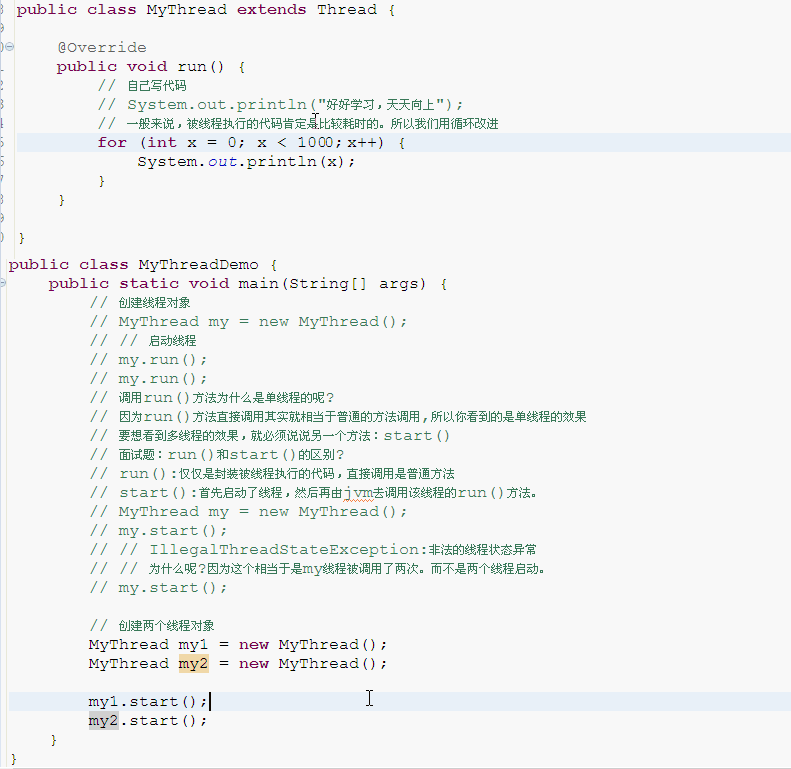 public class MyThread extends Thread {
@Override
public void run() {
// 自己写代码
// System.out.println("好好学习，天天向上");
// 一般来说，被线程执行的代码肯定是比较耗时的。所以我们用循环改进
for (int x = 0; x < 1000; x++) {
System.out.println(x);
}
}
}
public class MyThreadDemo {
public static void main(String[] args) {
// 创建线程对象
// MyThread my = new MyThread();
// // 启动线程
// my.run();
// my.run();
// 调用run()方法为什么是单线程的呢?
// 因为run()方法直接调用其实就相当于普通的方法调用,所以你看到的是单线程的效果
// 要想看到多线程的效果，就必须说说另一个方法：start()
// 面试题：run()和start()的区别?
// run():仅仅是封装被线程执行的代码，直接调用是普通方法
// start():首先启动了线程，然后再由jvm去调用该线程的run()方法。
// MyThread my = new MyThread();
// my.start();
// // IllegalThreadStateException:非法的线程状态异常
// // 为什么呢?因为这个相当于是my线程被调用了两次。而不是两个线程启动。
// my.start();
// 创建两个线程对象
MyThread my1 = new MyThread();
MyThread my2 = new MyThread();
my1.start();
my2.start();
}
}